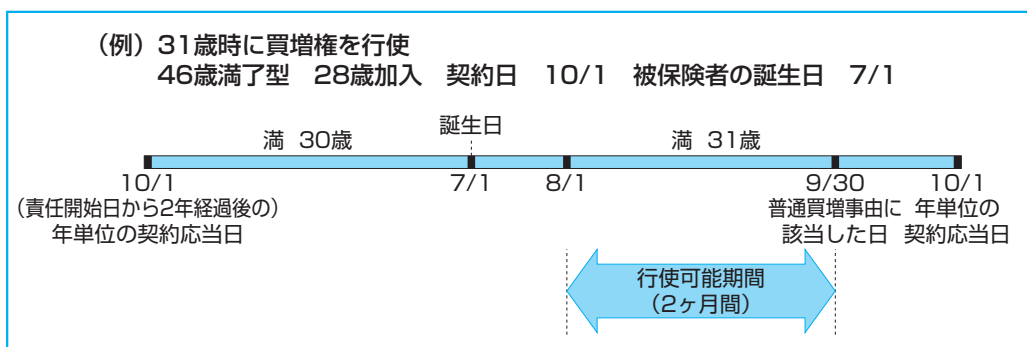 （例）31歳時に買増権を行使
46歳満了型　28歳加入　契約日　10/1　被保険者の誕生日　7/1
満 30歳
誕生日
満 31歳
10/1
7/1
8/1
9/30
10/1
（責任開始日から2年経過後の）
年単位の契約応当日
普通買増事由に
該当した日
年単位の
契約応当日
行使可能期間
（2ヶ月間）